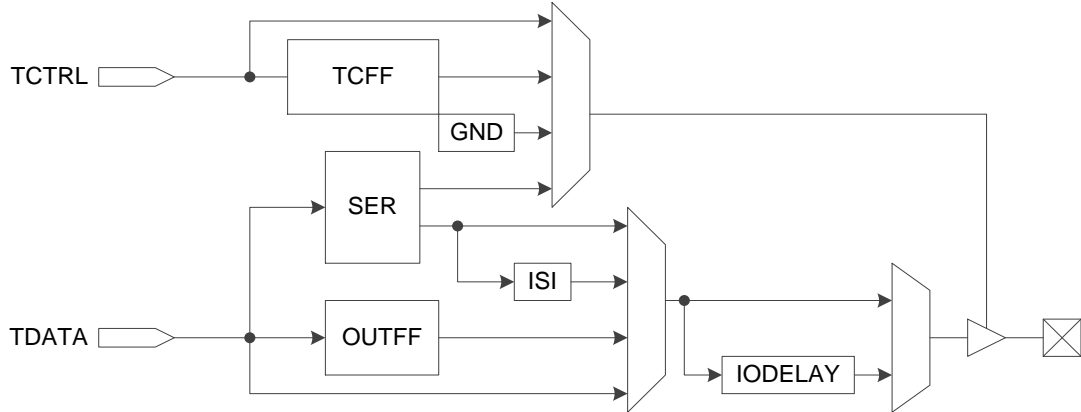 TCTRL
TCFF
GND
SER
ISI
TDATA
OUTFF
IODELAY